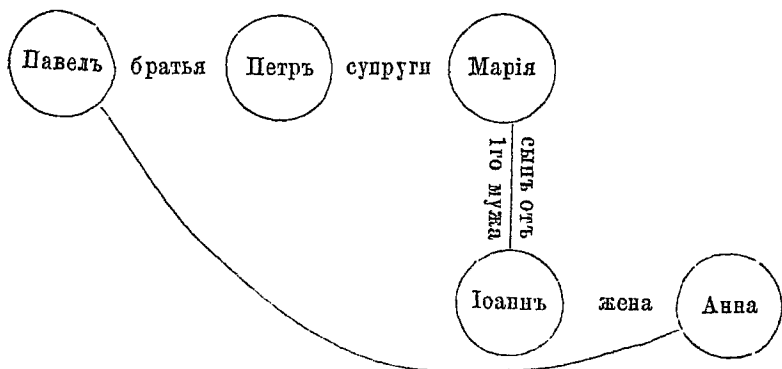 Павелъ братья Петръ супруги Марія
сынъ отъ
1го мужа
Іоаннъ жена Анна